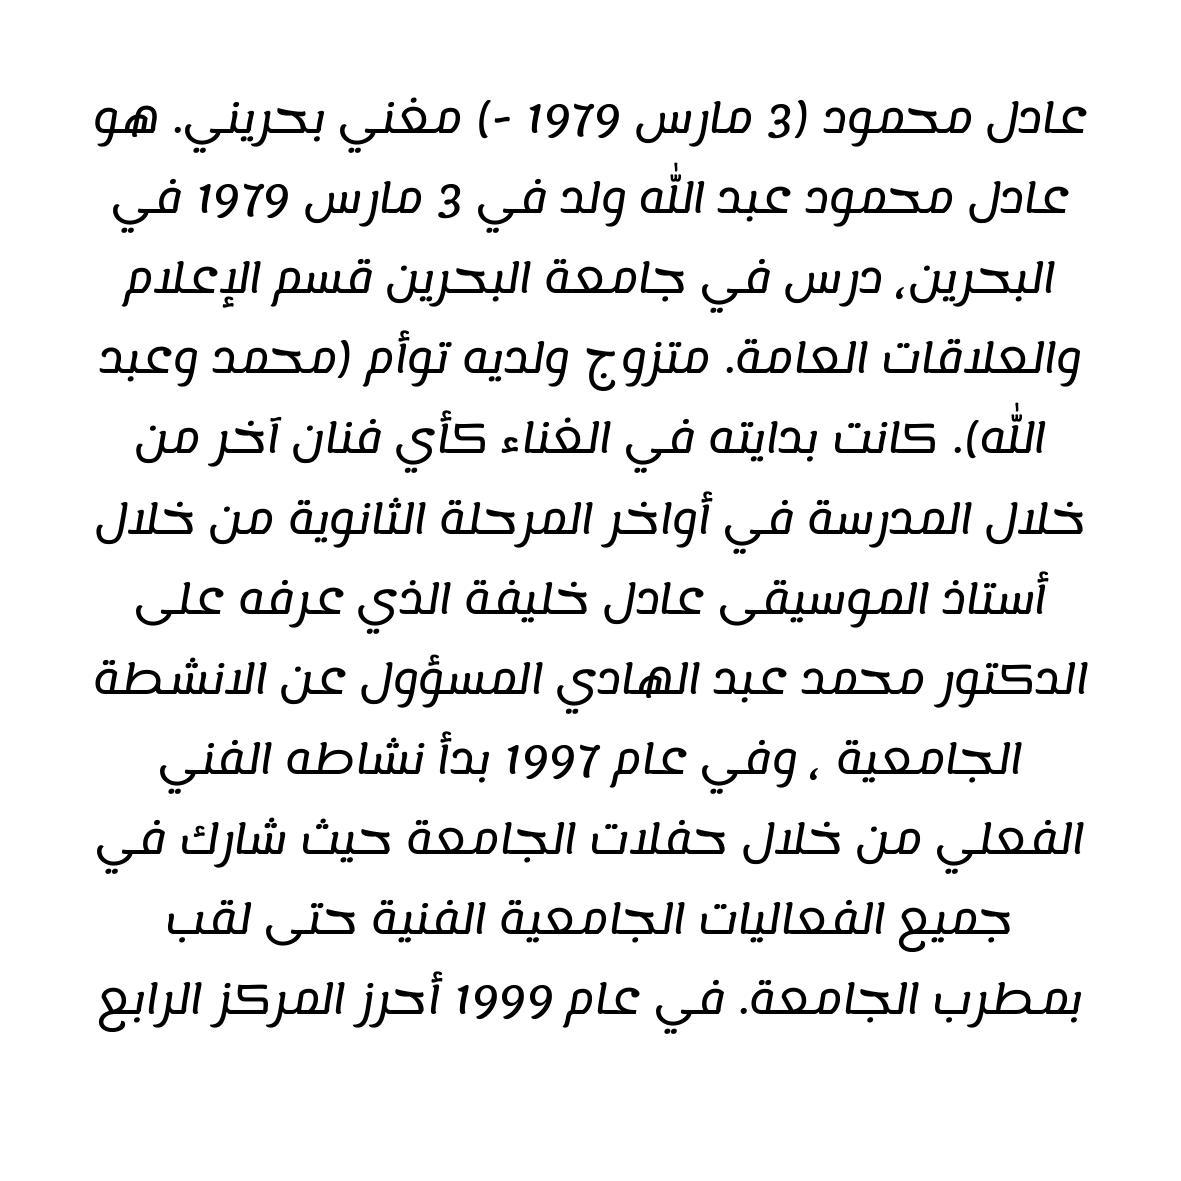 عادل محمود (3 مارس 1979 -) مغني بحريني. هو
عادل محمود عبد الله ولد في 3 مارس 1979 في
البحرين، درس في جامعة البحرين قسم الإعلام
والعلاقات العامة. متزوج ولديه توأم (محمد وعبد
الله). كانت بدايته في الغناء كأي فنان آخر من
خلال المدرسة في أواخر المرحلة الثانوية من خلال
أستاذ الموسيقى عادل خليفة الذي عرفه على
الدكتور محمد عبد الهادي المسؤول عن الانشطة
الجامعية ، وفي عام 1997 بدأ نشاطه الفني
الفعلي من خلال حفلات الجامعة حيث شارك في
جميع الفعاليات الجامعية الفنية حتى لقب
بمطرب الجامعة. في عام 1999 أحرز المركز الرابع